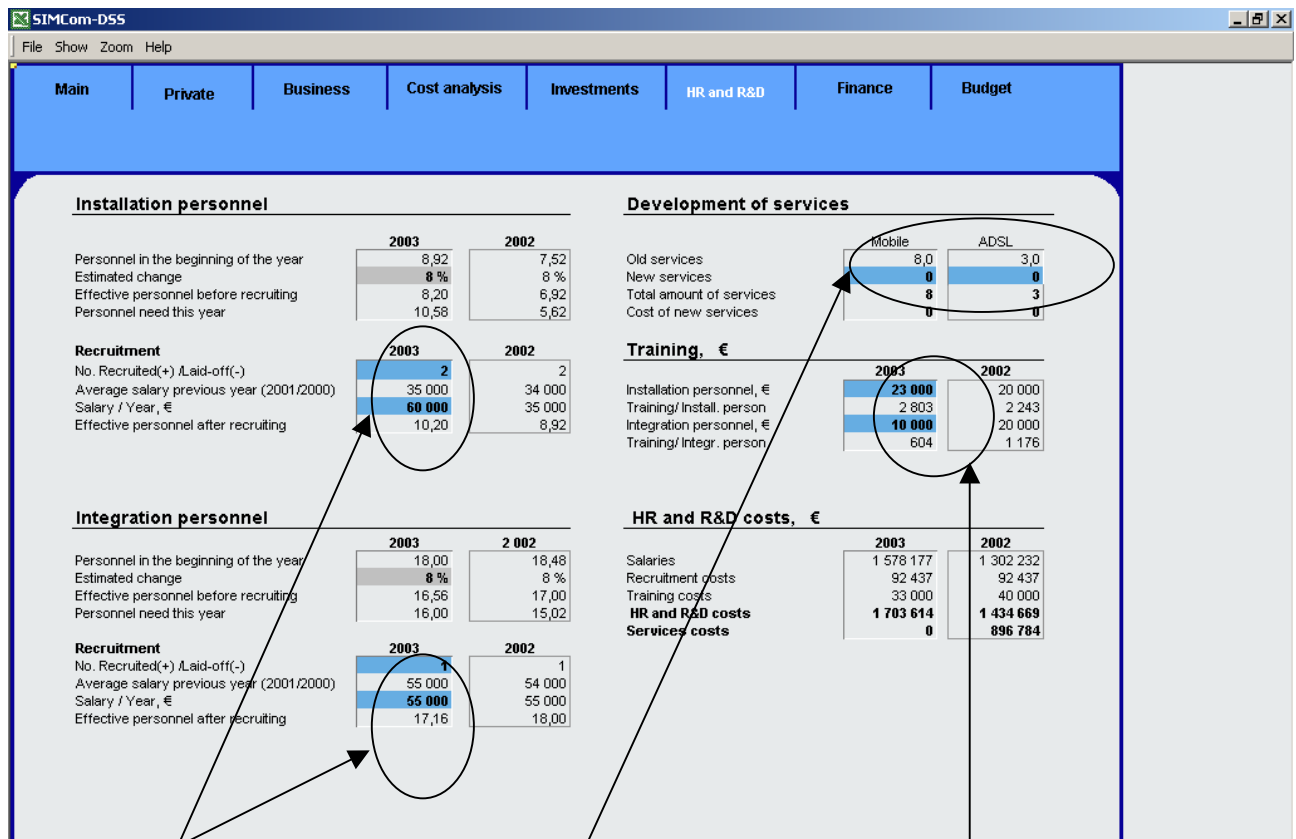 SIMCom-DSS
File Show Zoom Help
Main Private Business Cost analysis Investments HR and R&D Finance Budget
Installation personnel
2003 2002
Personnel in the beginning of the year 8,92 7,52
Estimated change 8 % 8 %
Effective personnel before recruiting 8,20 6,92
Personnel need this year 10,58 5,62
Recruitment 2003 2002
No. Recruited(+) /Laid-off(-) 2 2
Average salary previous year (2001/2000) 35 000 34 000
Salary / Year, € 60 000 35 000
Effective personnel after recruiting 10,20 8,92
Integration personnel
2003 2 002
Personnel in the beginning of the year 18,00 18,48
Estimated change 8 % 8 %
Effective personnel before recruiting 16,56 17,00
Personnel need this year 16,00 15,02
Recruitment 2003 2002
No. Recruited(+) /Laid-off(-) 1 1
Average salary previous year (2001/2000) 55 000 54 000
Salary / Year, € 55 000 55 000
Effective personnel after recruiting 17,16 18,00
Development of services
Mobile ADSL
Old services 8,0 3,0
New services 0 0
Total amount of services 8 3
Cost of new services 0 0
Training, €
2003 2002
Installation personnel, € 23 000 20 000
Training/ Install. person 2 803 2 243
Integration personnel, € 10 000 20 000
Training/ Integr. person 604 1 176
HR and R&D costs, €
2003 2002
Salaries 1 578 177 1 302 232
Recruitment costs 92 437 92 437
Training costs 33 000 40 000
HR and R&D costs 1 703 614 1 434 669
Services costs 0 896 784